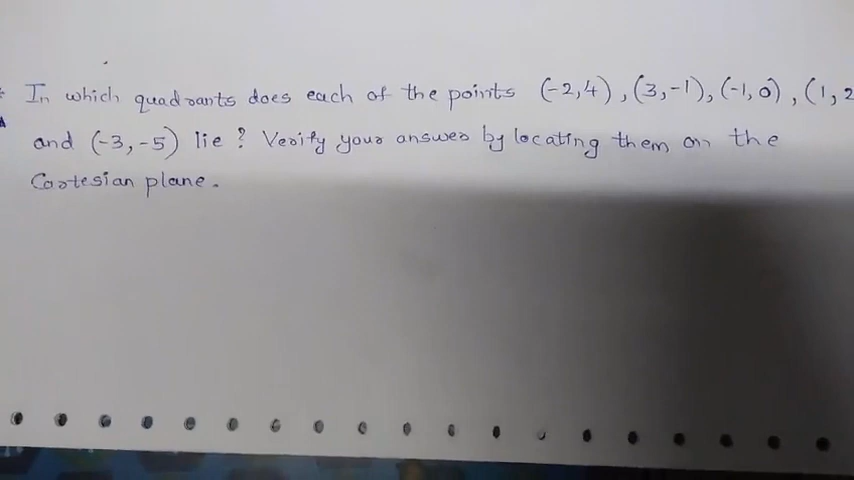 In which quadrants does each of the points (-2,4), (3,-1), (-1,0), (1,2
and (-3,-5) lie? Verify your answer by locating them on the
Cartesian plane.